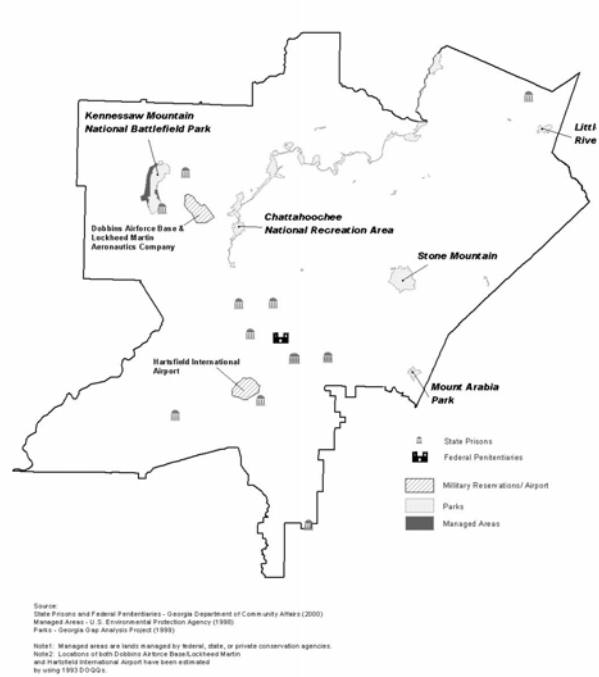 Kennessaw Mountain
National Battlefield Park
Dobbins Airforce Base &
Lockheed Martin
Aeronautics Company
Chattahoochee
National Recreation Area
Littl
Rive
Stone Mountain
Hartsfield International
Airport
Mount Arabia
Park
State Prisons
Federal Penitentiaries
Military Reservations/ Airport
Parks
Managed Areas
Source:
State Prisons and Federal Penitentiaries - Georgia Department of Community Affairs (2000)
Managed Areas - U.S. Environmental Protection Agency (1998)
Parks - Georgia Gap Analysis Project (1999)
Note1: Managed areas are lands managed by federal, state, or private conservation agencies.
Note2: Locations of both Dobbins Airforce Base/Lockheed Martin
and Hartsfield International Airport have been estimated
by using 1993 DOQQs.